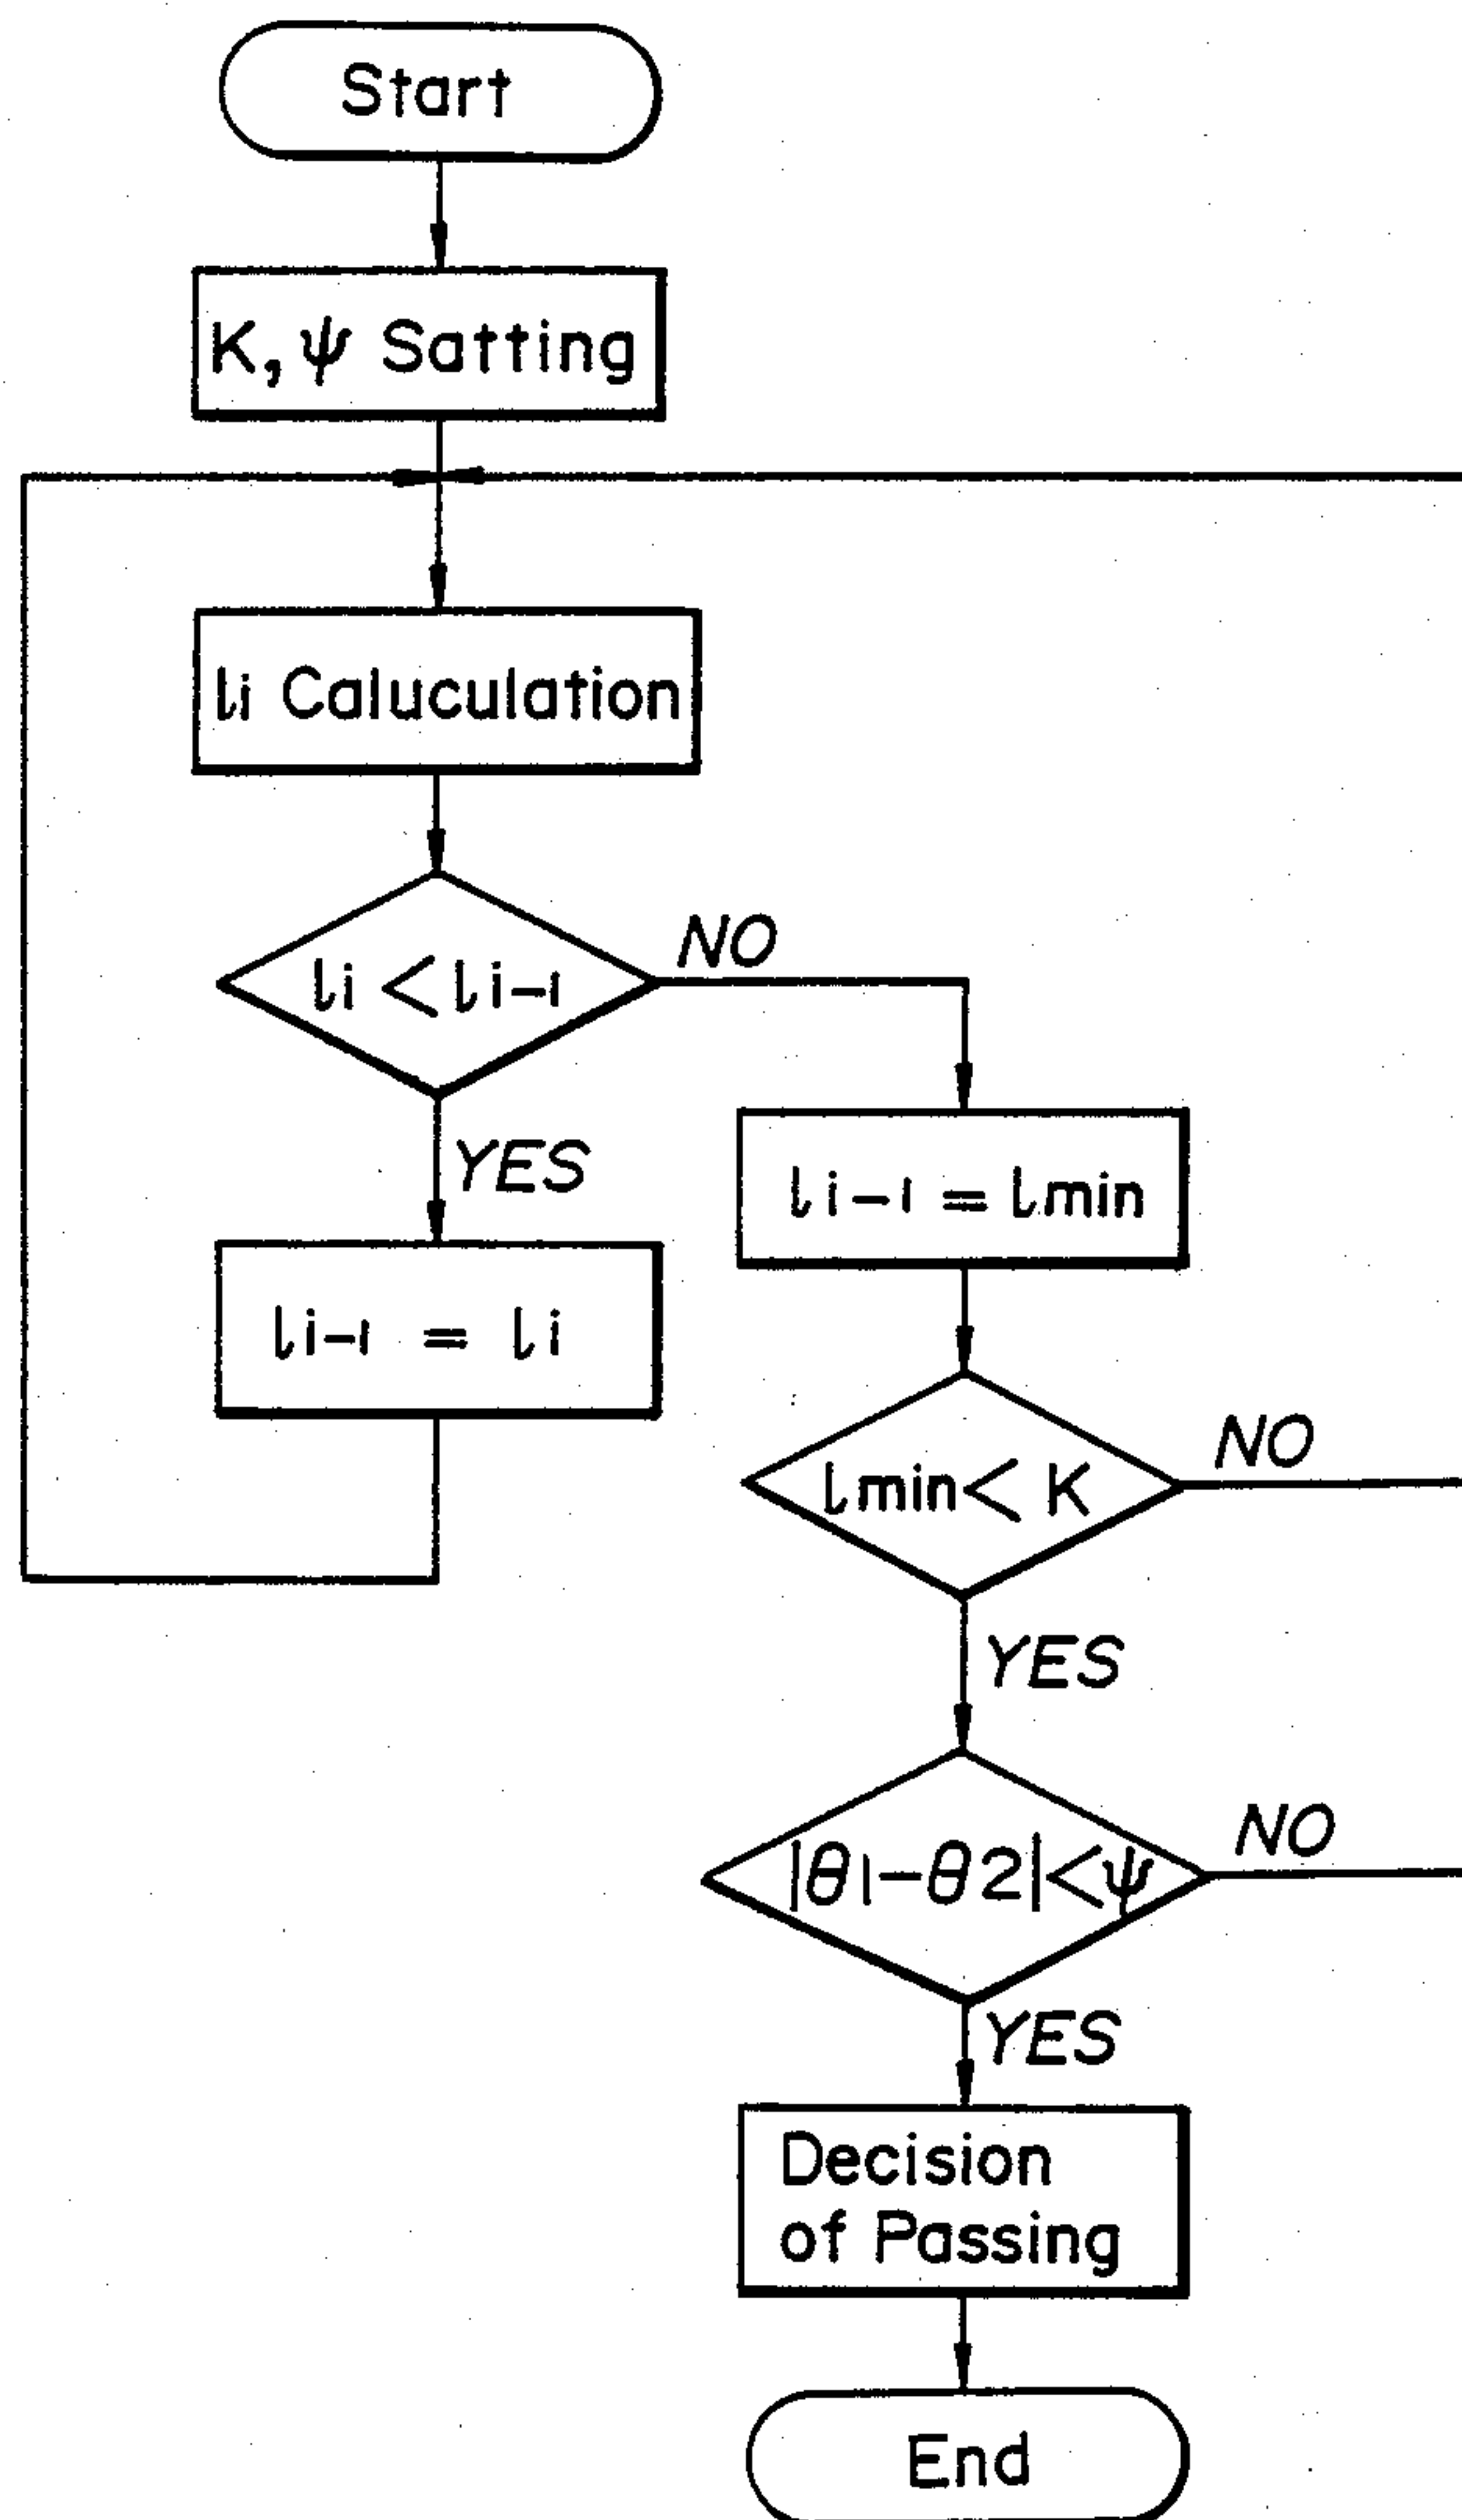 Start
K, ψ Satting
li Caluculation
li < li-1
NO
YES
li-1 = lmin
li-1 = li
lmin < K
NO
YES
|θ1-θ2|<ψ
NO
YES
Decision
of Passing
End